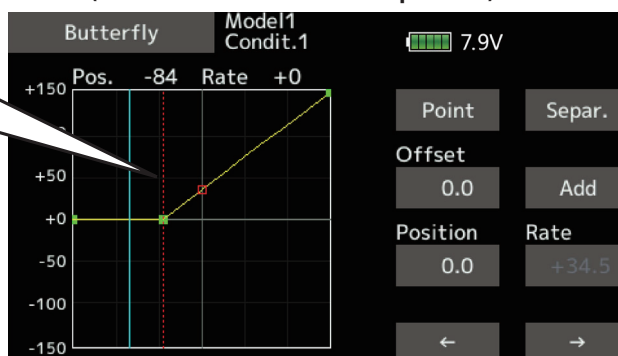 Butterfly
Model1
Condit.1
7.9V
Pos. -84 Rate +0
+150
+50
+0
-50
-100
-150
Point Separ.
Offset
0.0 Add
Position Rate
0.0 +34.5
← →